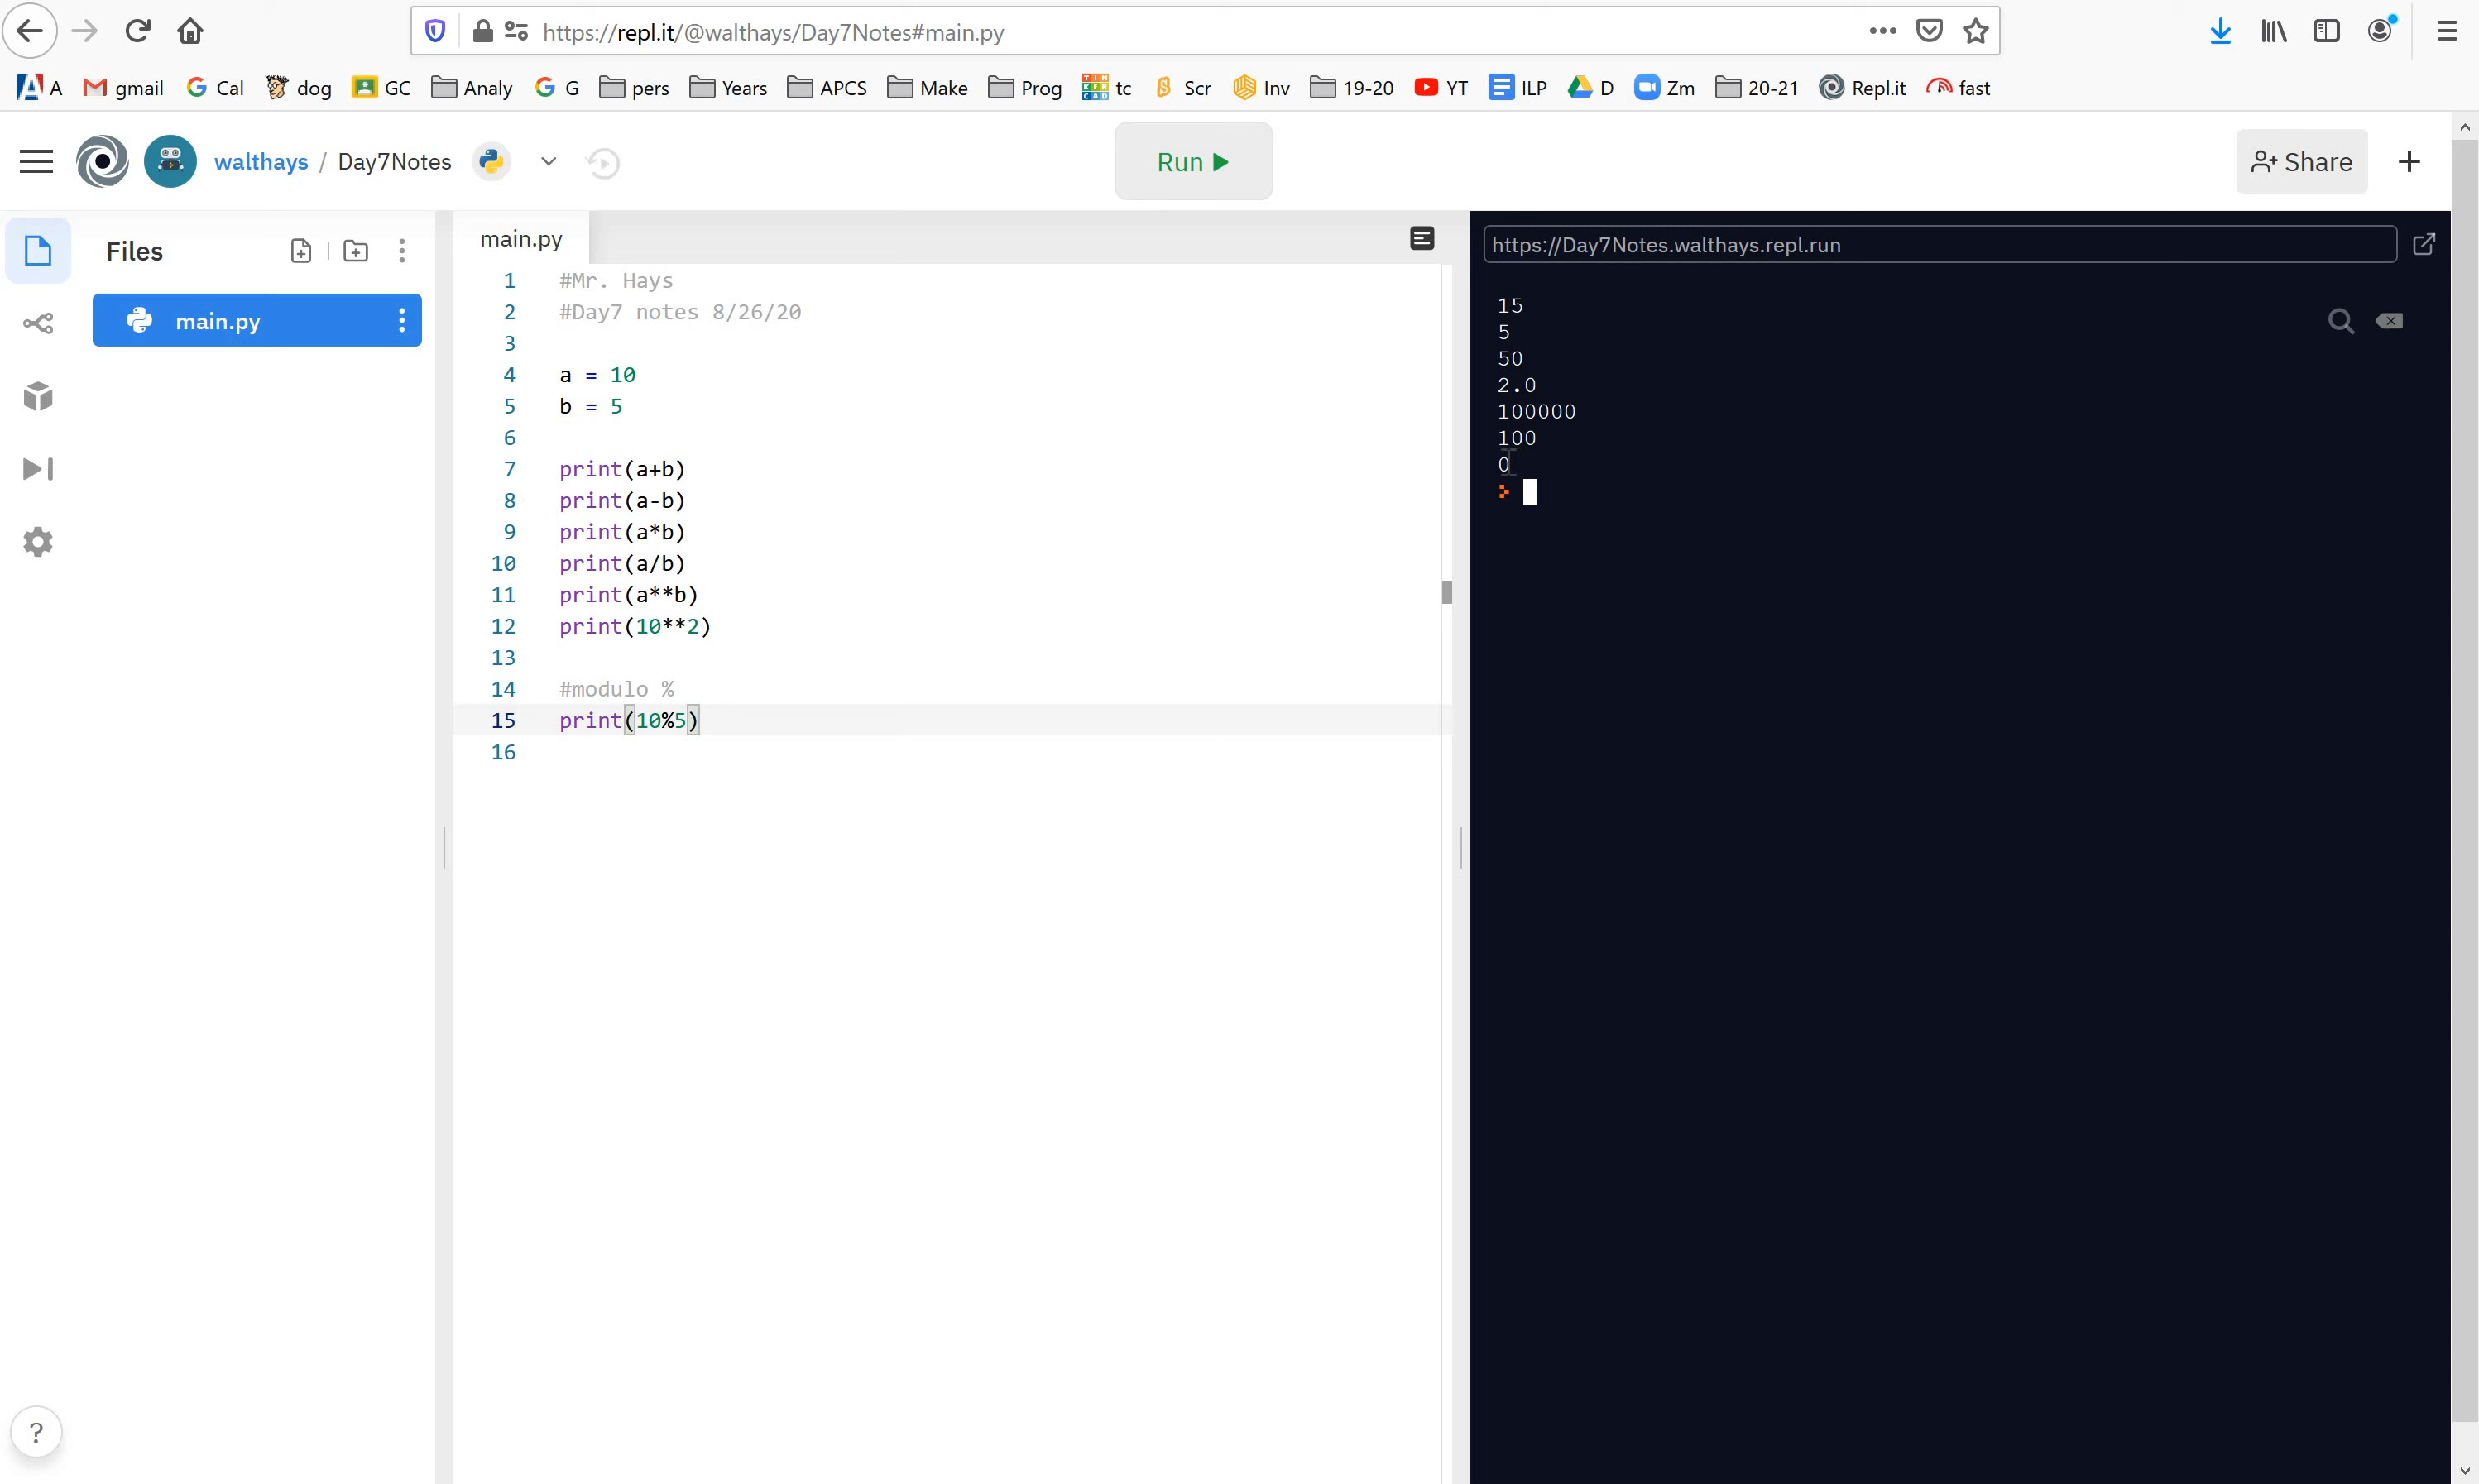 https://repl.it/@walthays/Day7Notes#main.py
A gmail Cal dog GC Analy G pers Years APCS Make Prog tc Scr Inv 19-20 YT ILP D Zm 20-21 Repl.it fast
walthays / Day7Notes
Run
Share
Files
main.py
main.py
1 #Mr. Hays
2 #Day7 notes 8/26/20
3
4 a = 10
5 b = 5
6
7 print(a+b)
8 print(a-b)
9 print(a*b)
10 print(a/b)
11 print(a**b)
12 print(10**2)
13
14 #modulo %
15 print(10%5)
16
https://Day7Notes.walthays.repl.run
15
5
50
2.0
100000
100
0
?